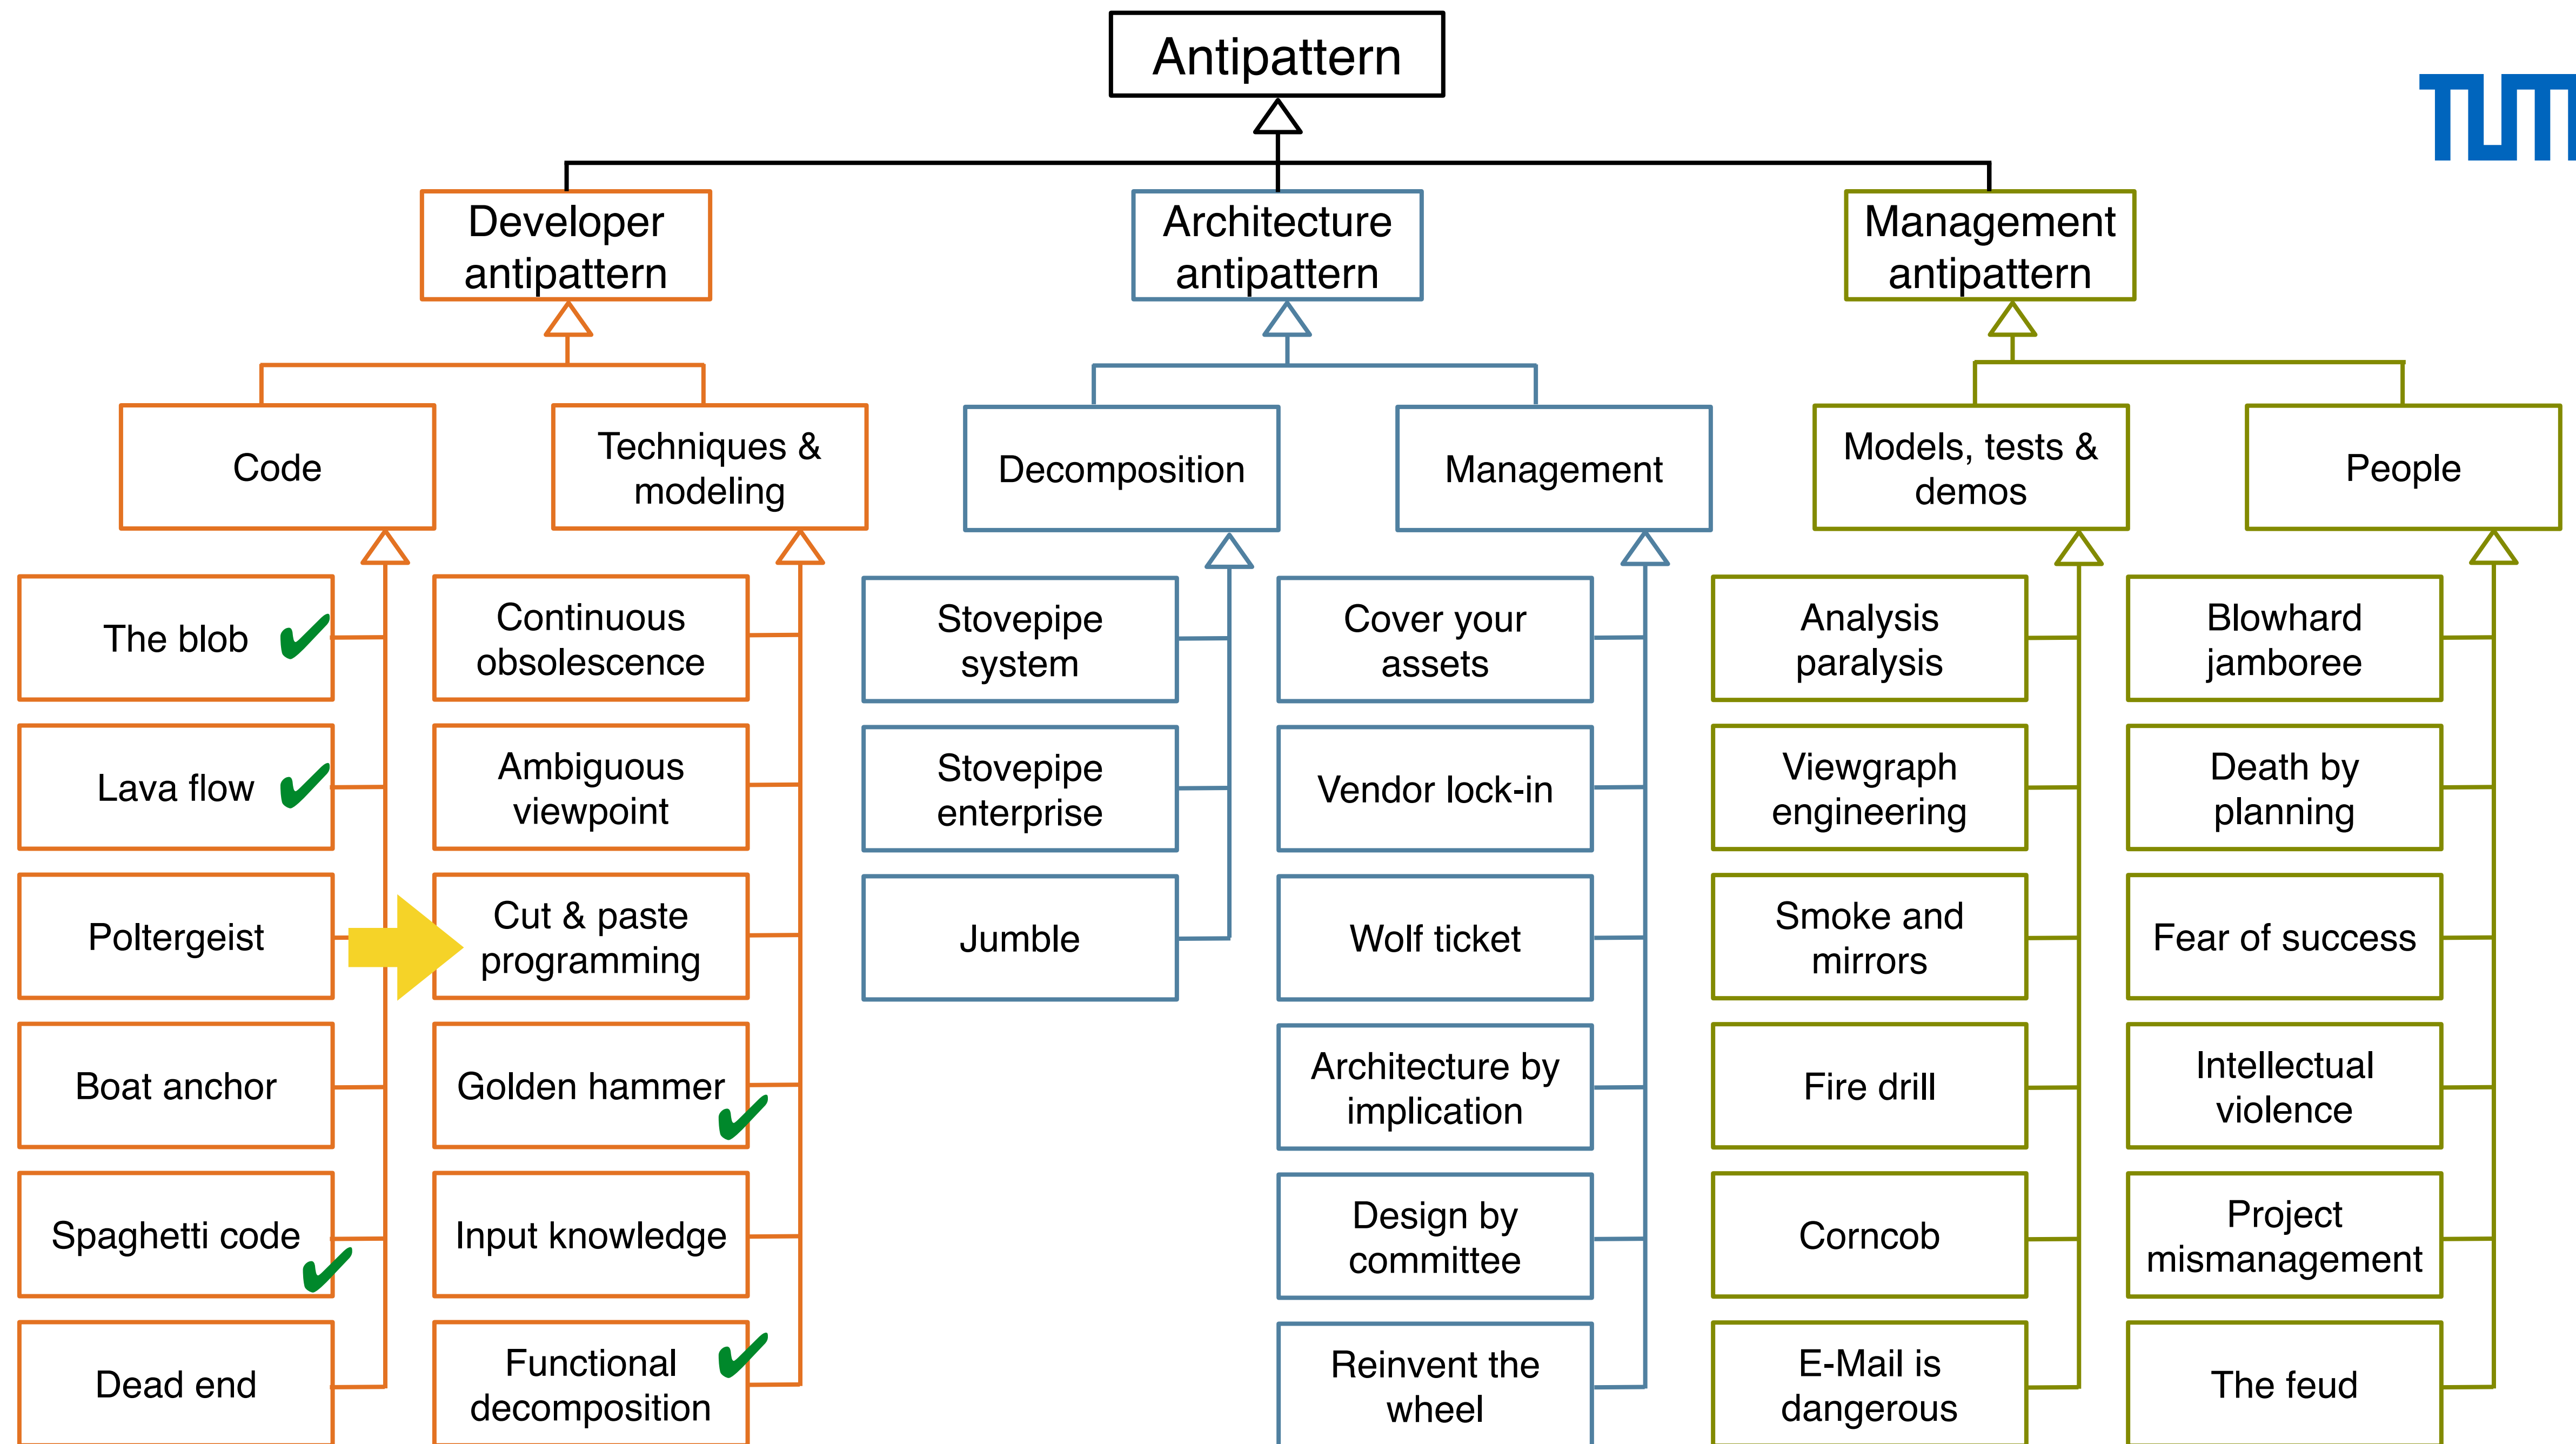 Antipattern
TUM
Developer
antipattern
Architecture
antipattern
Management
antipattern
Code
Techniques &
modeling
Decomposition
Management
Models, tests &
demos
People
The blob
Lava flow
Poltergeist
Boat anchor
Spaghetti code
Dead end
Continuous
obsolescence
Ambiguous
viewpoint
Cut & paste
programming
Golden hammer
Input knowledge
Functional
decomposition
Stovepipe
system
Stovepipe
enterprise
Jumble
Cover your
assets
Vendor lock-in
Wolf ticket
Architecture by
implication
Design by
committee
Reinvent the
wheel
Analysis
paralysis
Viewgraph
engineering
Smoke and
mirrors
Fire drill
Corncob
E-Mail is
dangerous
Blowhard
jamboree
Death by
planning
Fear of success
Intellectual
violence
Project
mismanagement
The feud